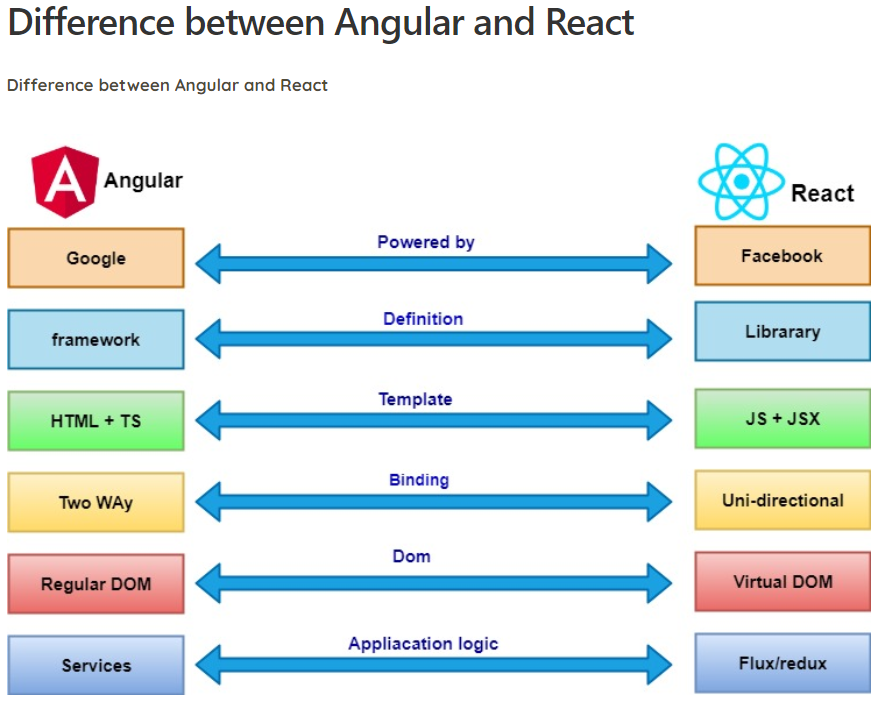 Difference between Angular and React
Difference between Angular and React
A Angular
React
Google
Powered by
Facebook
framework
Definition
Librarary
HTML + TS
Template
JS + JSX
Two WAy
Binding
Uni-directional
Regular DOM
Dom
Virtual DOM
Services
Appliacation logic
Flux/redux